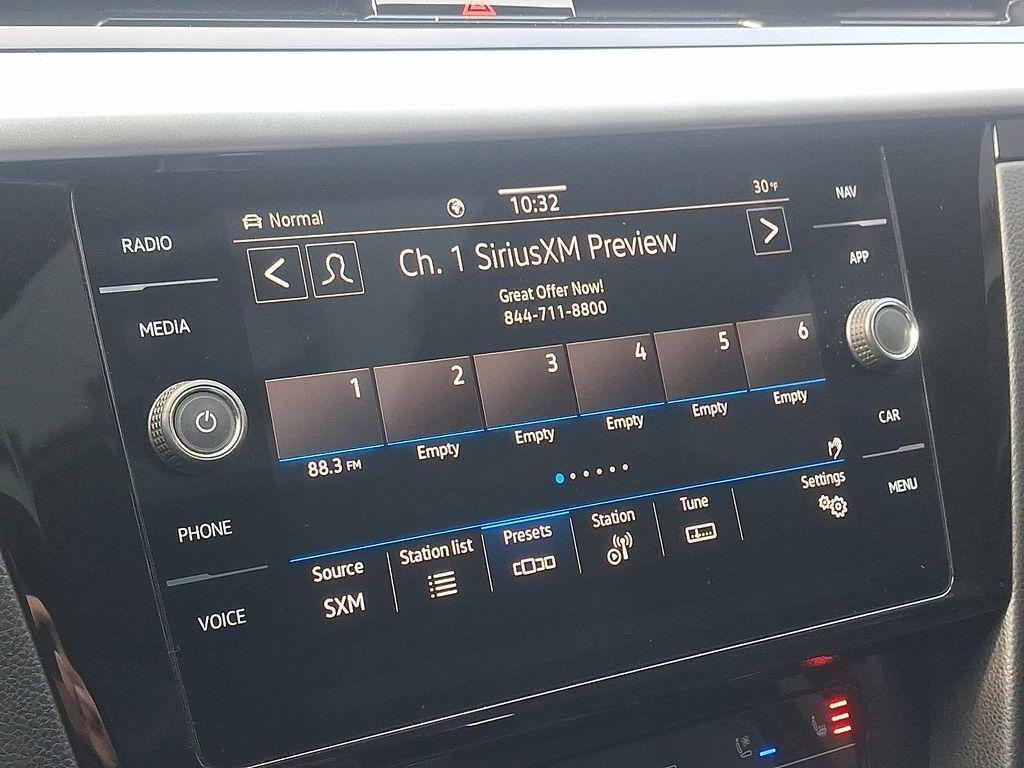 Normal
10:32
30°F
NAV
RADIO
Ch. 1 SiriusXM Preview
APP
Great Offer Now!
844-711-8800
MEDIA
1 2 3 4 5 6
88.3 FM Empty Empty Empty Empty Empty
CAR
PHONE
MENU
Source Station list Presets Station Tune Settings
SXM
VOICE